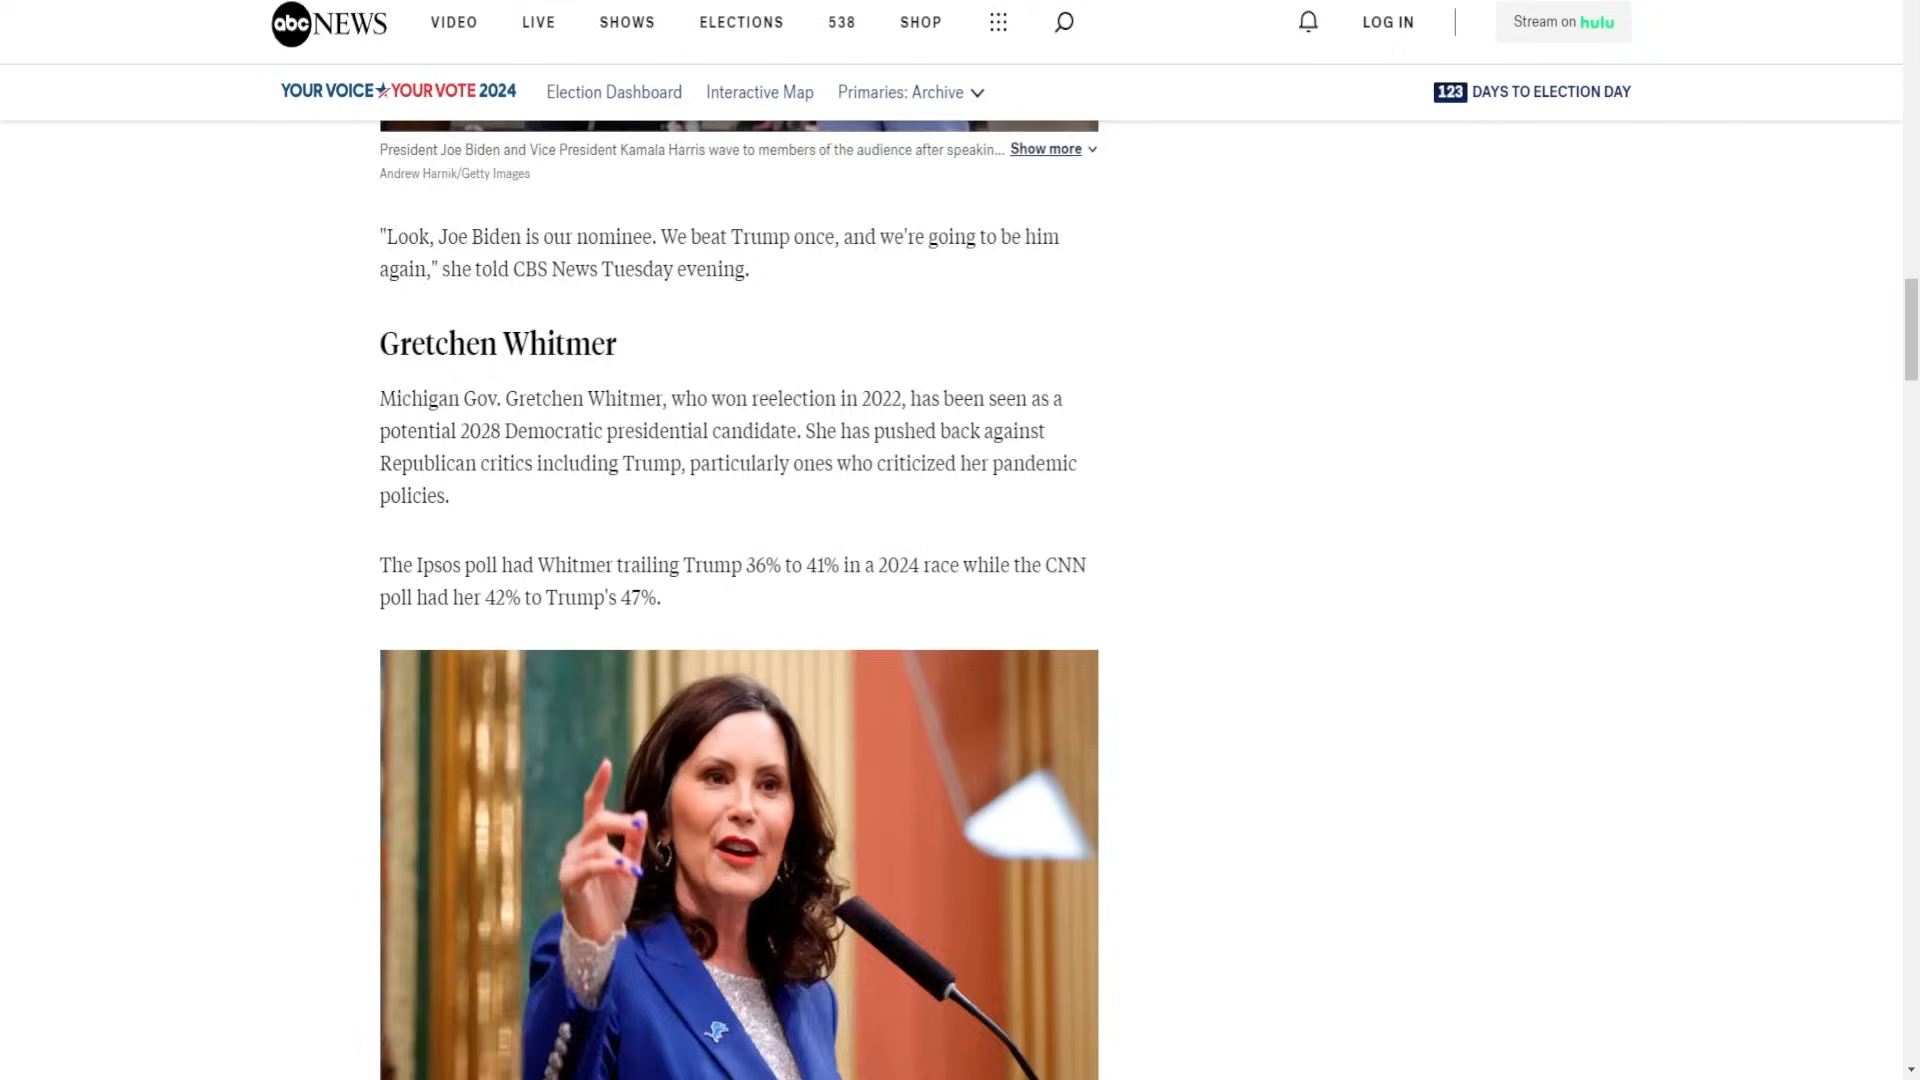 abc NEWS VIDEO LIVE SHOWS ELECTIONS 538 SHOP LOG IN Stream on hulu
YOUR VOICE YOUR VOTE 2024 Election Dashboard Interactive Map Primaries: Archive 123 DAYS TO ELECTION DAY
President Joe Biden and Vice President Kamala Harris wave to members of the audience after speakin... Show more
Andrew Harnik/Getty Images
"Look, Joe Biden is our nominee. We beat Trump once, and we're going to be him
again," she told CBS News Tuesday evening.
Gretchen Whitmer
Michigan Gov. Gretchen Whitmer, who won reelection in 2022, has been seen as a
potential 2028 Democratic presidential candidate. She has pushed back against
Republican critics including Trump, particularly ones who criticized her pandemic
policies.
The Ipsos poll had Whitmer trailing Trump 36% to 41% in a 2024 race while the CNN
poll had her 42% to Trump's 47%.